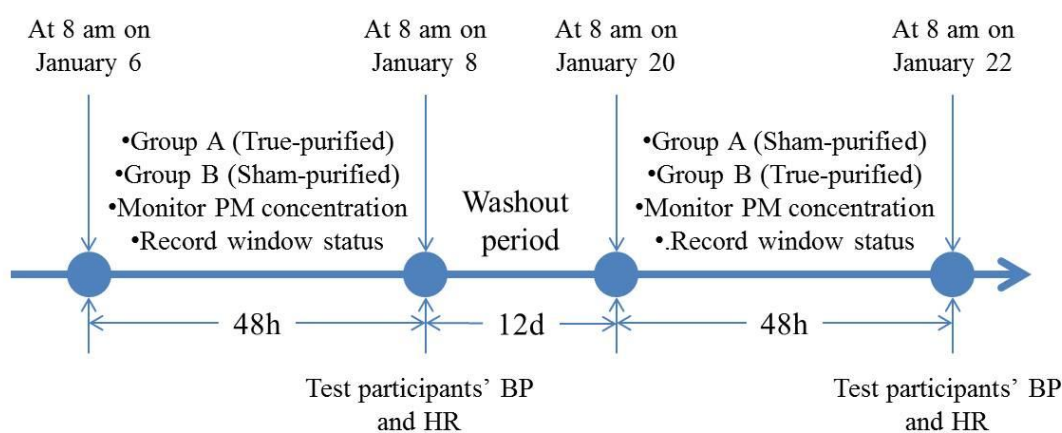 At 8 am on
January 6
At 8 am on
January 8
At 8 am on
January 20
At 8 am on
January 22
•Group A (True-purified)
•Group B (Sham-purified)
•Monitor PM concentration
•Record window status
Washout
period
•Group A (Sham-purified)
•Group B (True-purified)
•Monitor PM concentration
•.Record window status
48h
12d
48h
Test participants’ BP
and HR
Test participants’ BP
and HR